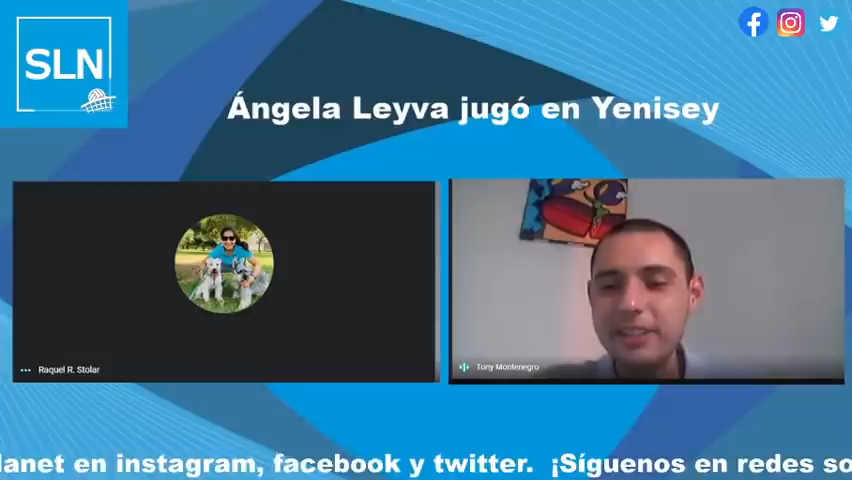 SLN
Ángela Leyva jugó en Yenisey
Raquel R. Stolar
Tony Montenegro
lanet en instagram, facebook y twitter. ¡Síguenos en redes so